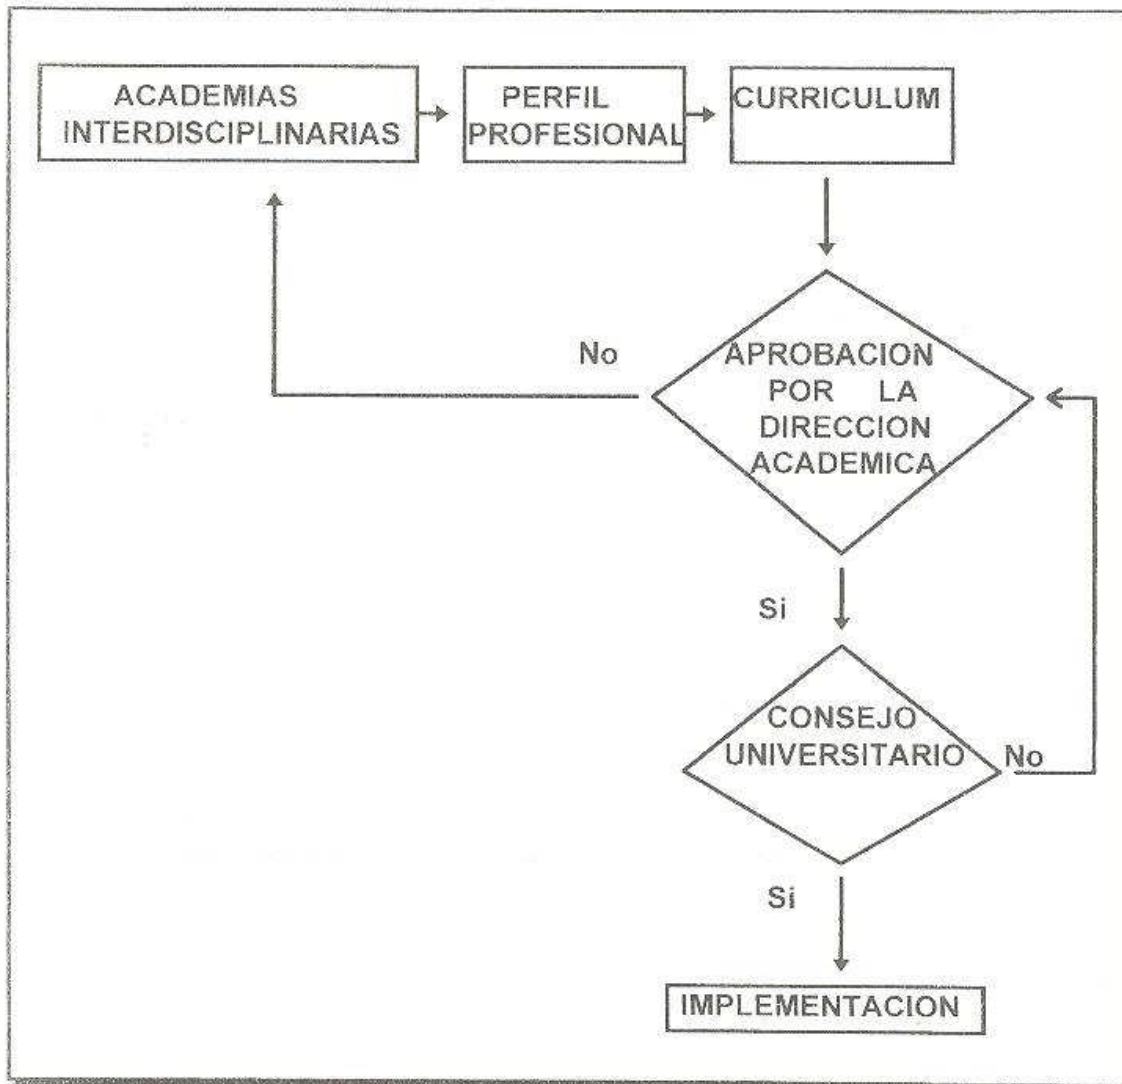 ACADEMIAS
INTERDISCIPLINARIAS
PERFIL
PROFESIONAL
CURRICULUM
No
APROBACION
POR LA
DIRECCION
ACADEMICA
Si
CONSEJO
UNIVERSITARIO
No
Si
IMPLEMENTACION